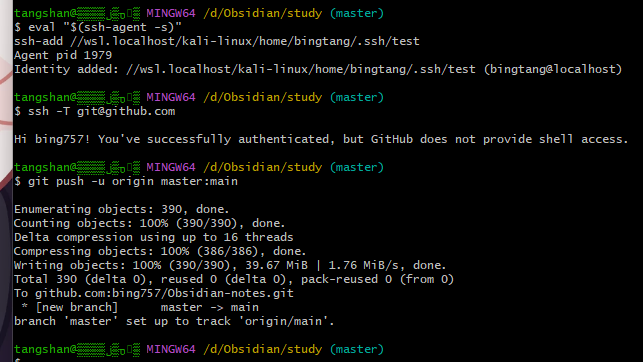 tangshan@ MINGW64 /d/Obsidian/study (master)
$ eval "$(ssh-agent -s)"
ssh-add //wsl.localhost/kali-linux/home/bingtang/.ssh/test
Agent pid 1979
Identity added: //wsl.localhost/kali-linux/home/bingtang/.ssh/test (bingtang@localhost)
tangshan@ MINGW64 /d/Obsidian/study (master)
$ ssh -T git@github.com
Hi bing757! You've successfully authenticated, but GitHub does not provide shell access.
tangshan@ MINGW64 /d/Obsidian/study (master)
$ git push -u origin master:main
Enumerating objects: 390, done.
Counting objects: 100% (390/390), done.
Delta compression using up to 16 threads
Compressing objects: 100% (386/386), done.
Writing objects: 100% (390/390), 39.67 MiB | 1.76 MiB/s, done.
Total 390 (delta 0), reused 0 (delta 0), pack-reused 0 (from 0)
To github.com:bing757/Obsidian-notes.git
 * [new branch]      master -> main
branch 'master' set up to track 'origin/main'.
tangshan@ MINGW64 /d/Obsidian/study (master)